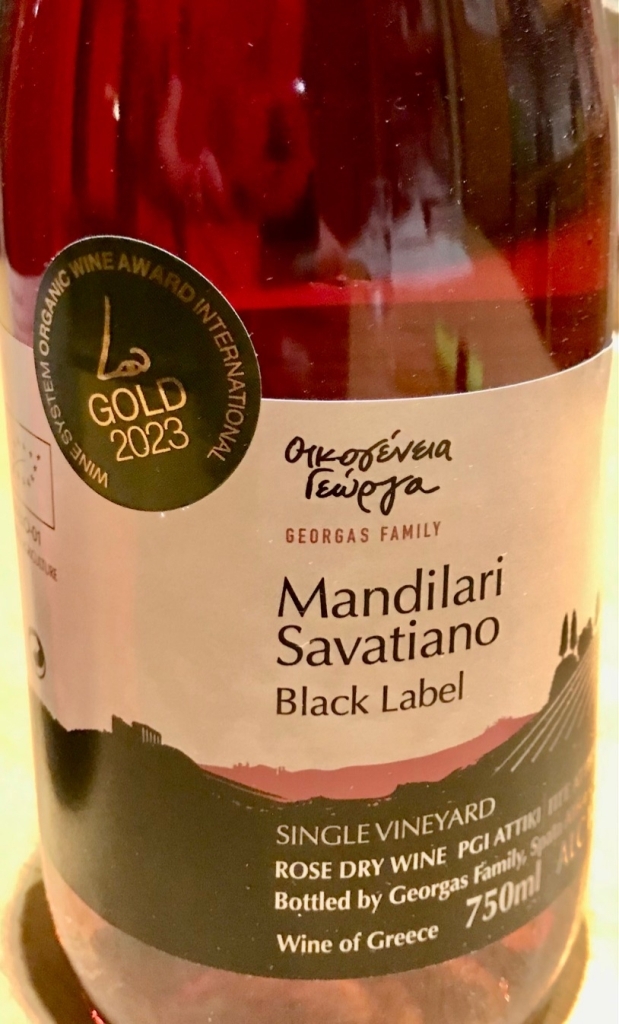 WINE SYSTEM ORGANIC WINE AWARD INTERNATIONAL
GOLD
2023
Οικογένεια
Γεώργα
GEORGAS FAMILY
Mandilari
Savatiano
Black Label
SINGLE VINEYARD
ROSE DRY WINE PGI ATTIKI
Bottled by Georgas Family,
750ml
Wine of Greece